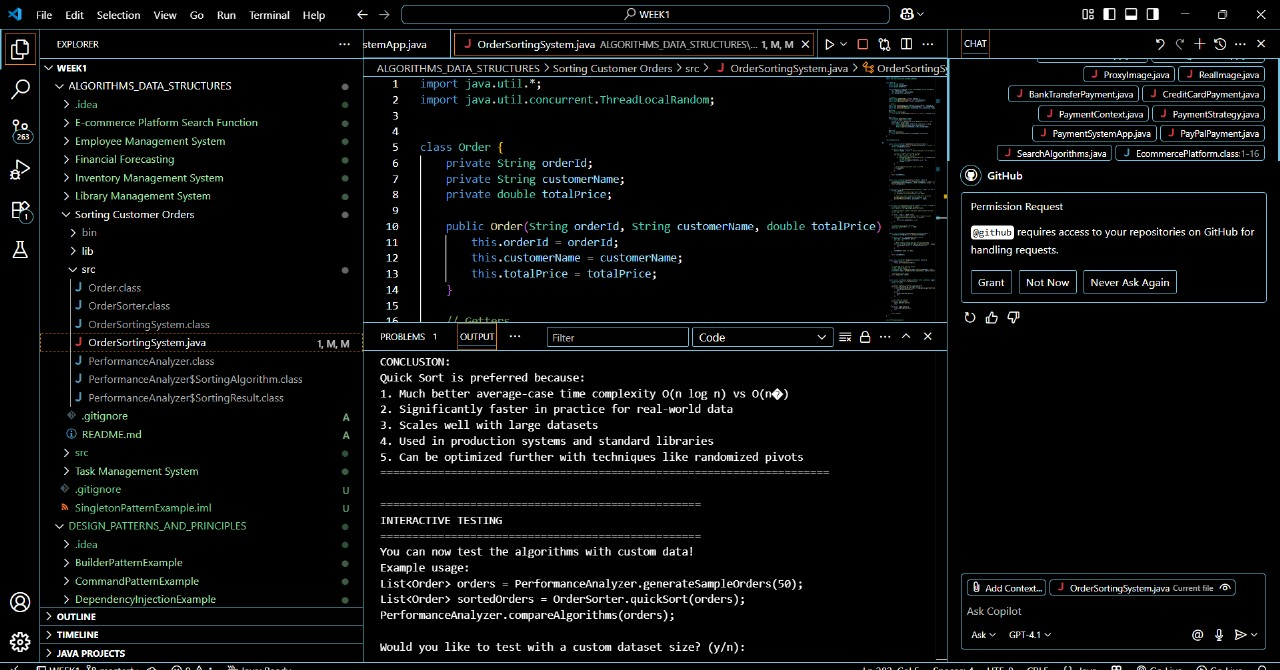 File Edit Selection View Go Run Terminal Help
WEEK1
EXPLORER
WEEK1
ALGORITHMS_DATA_STRUCTURES
.idea
E-commerce Platform Search Function
Employee Management System
Financial Forecasting
Inventory Management System
Library Management System
Sorting Customer Orders
bin
lib
src
Order.class
OrderSorter.class
OrderSortingSystem.class
OrderSortingSystem.java 1, M, M
PerformanceAnalyzer.class
PerformanceAnalyzer$SortingAlgorithm.class
PerformanceAnalyzer$SortingResult.class
.gitignore A
README.md A
src
Task Management System
.gitignore U
SingletonPatternExample.iml U
DESIGN_PATTERNS_AND_PRINCIPLES
.idea
BuilderPatternExample
CommandPatternExample
DependencyInjectionExample
OUTLINE
TIMELINE
JAVA PROJECTS
263
1
stemApp.java
OrderSortingSystem.java ALGORITHMS_DATA_STRUCTURES\... 1, M, M
ALGORITHMS_DATA_STRUCTURES > Sorting Customer Orders > src > OrderSortingSystem.java > OrderSortingSy
1 import java.util.*;
2 import java.util.concurrent.ThreadLocalRandom;
3
4
5 class Order {
6 private String orderId;
7 private String customerName;
8 private double totalPrice;
9
10 public Order(String orderId, String customerName, double totalPrice)
11 this.orderId = orderId;
12 this.customerName = customerName;
13 this.totalPrice = totalPrice;
14 }
15
16 // Getters
PROBLEMS 1 OUTPUT ... Filter Code
CONCLUSION:
Quick Sort is preferred because:
1. Much better average-case time complexity O(n log n) vs O(n�)
2. Significantly faster in practice for real-world data
3. Scales well with large datasets
4. Used in production systems and standard libraries
5. Can be optimized further with techniques like randomized pivots
======================================================================
==================================================
INTERACTIVE TESTING
==================================================
You can now test the algorithms with custom data!
Example usage:
List<Order> orders = PerformanceAnalyzer.generateSampleOrders(50);
List<Order> sortedOrders = OrderSorter.quickSort(orders);
PerformanceAnalyzer.compareAlgorithms(orders);
Would you like to test with a custom dataset size? (y/n):
CHAT
ProxyImage.java RealImage.java
BankTransferPayment.java CreditCardPayment.java
PaymentContext.java PaymentStrategy.java
PaymentSystemApp.java PayPalPayment.java
SearchAlgorithms.java EcommercePlatform.class:1-16
GitHub
Permission Request
@github requires access to your repositories on GitHub for
handling requests.
Grant Not Now Never Ask Again
Add Context... OrderSortingSystem.java Current file
Ask Copilot
Ask GPT-4.1